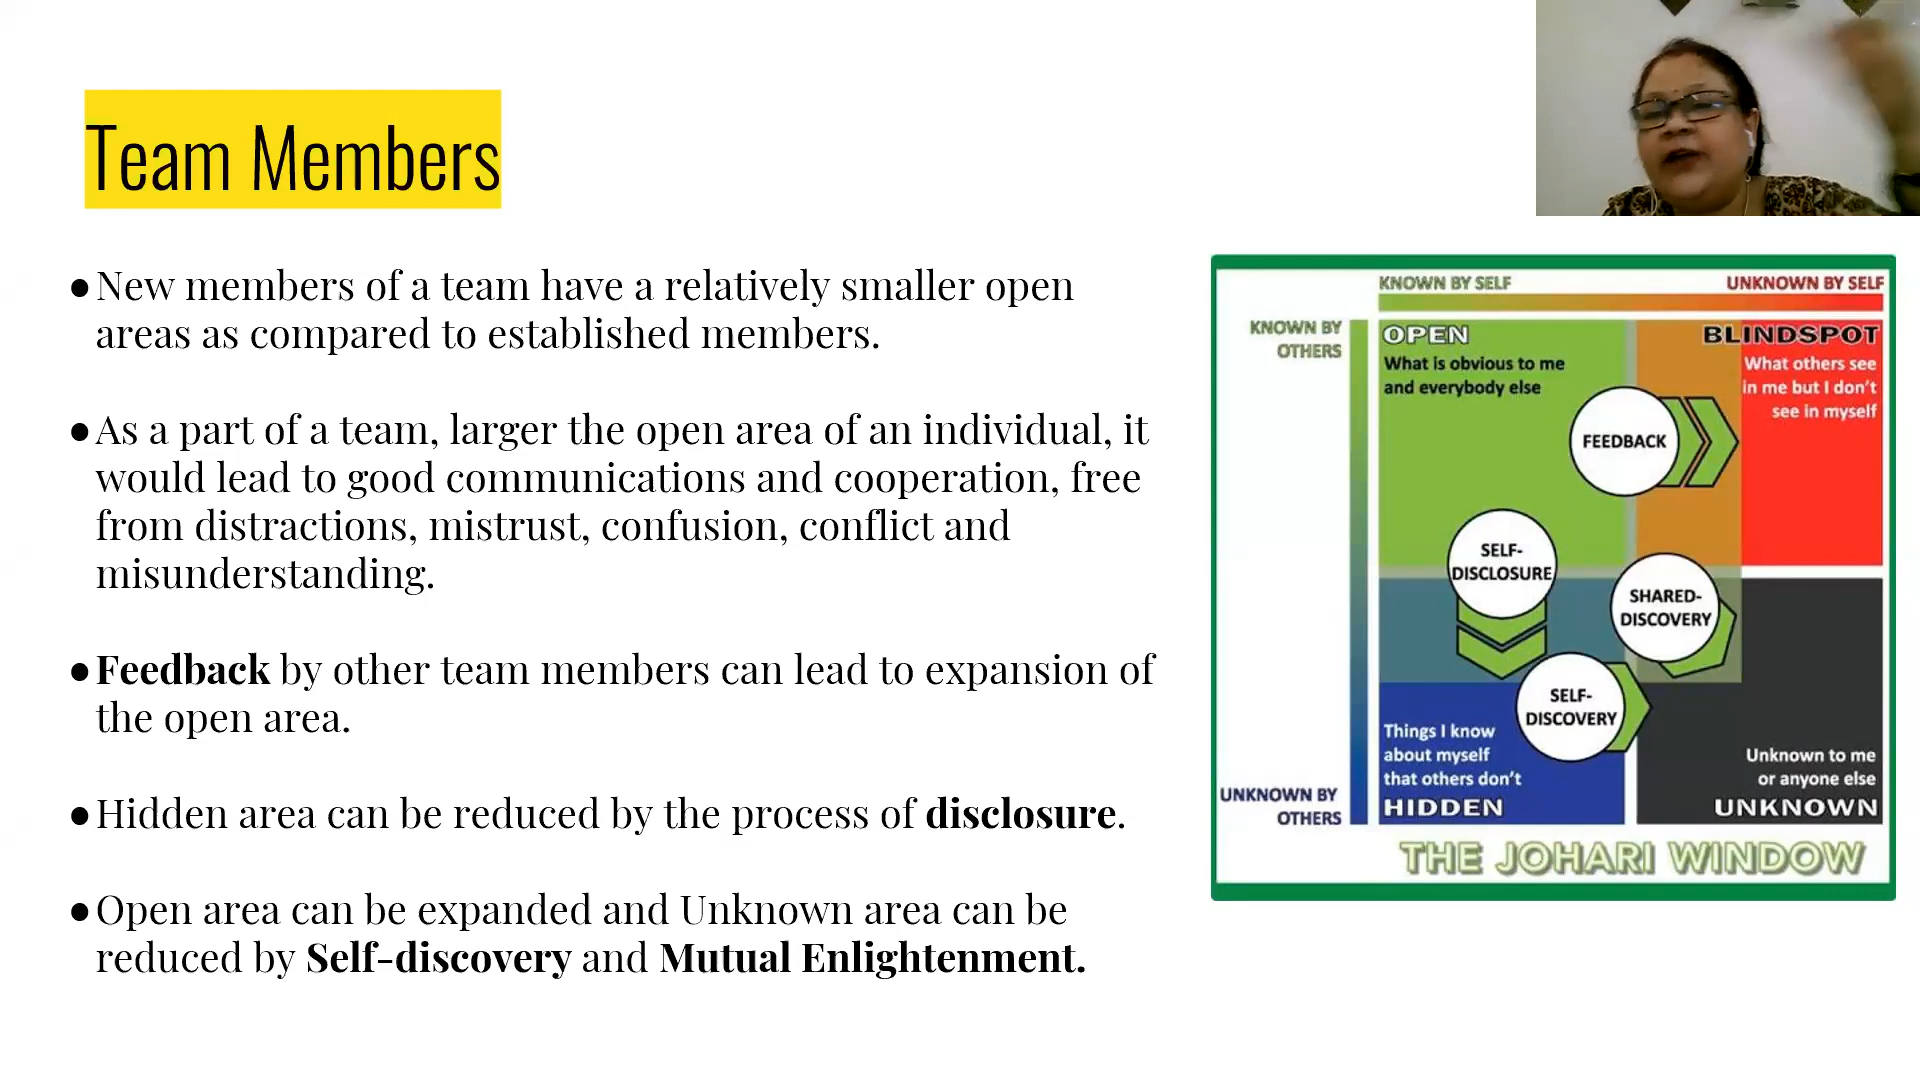 Team Members
●New members of a team have a relatively smaller open
areas as compared to established members.
●As a part of a team, larger the open area of an individual, it
would lead to good communications and cooperation, free
from distractions, mistrust, confusion, conflict and
misunderstanding.
●Feedback by other team members can lead to expansion of
the open area.
●Hidden area can be reduced by the process of disclosure.
●Open area can be expanded and Unknown area can be
reduced by Self-discovery and Mutual Enlightenment.
KNOWN BY SELF
UNKNOWN BY SELF
KNOWN BY
OTHERS
OPEN
What is obvious to me
and everybody else
BLINDSPOT
What others see
in me but I don't
see in myself
FEEDBACK
SELF-
DISCLOSURE
SHARED-
DISCOVERY
SELF-
DISCOVERY
UNKNOWN BY
OTHERS
Things I know
about myself
that others don't
HIDDEN
Unknown to me
or anyone else
UNKNOWN
THE JOHARI WINDOW